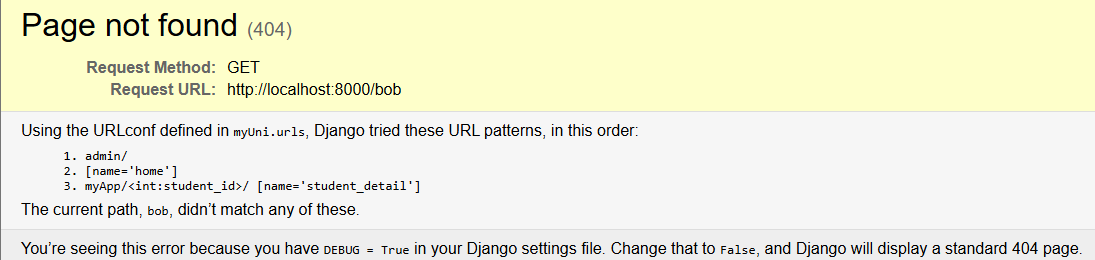 Page not found (404)
Request Method: GET
Request URL: http://localhost:8000/bob
Using the URLconf defined in myUni.urls, Django tried these URL patterns, in this order:
1. admin/
2. [name='home']
3. myApp/<int:student_id>/ [name='student_detail']
The current path, bob, didn’t match any of these.
You’re seeing this error because you have DEBUG = True in your Django settings file. Change that to False, and Django will display a standard 404 page.